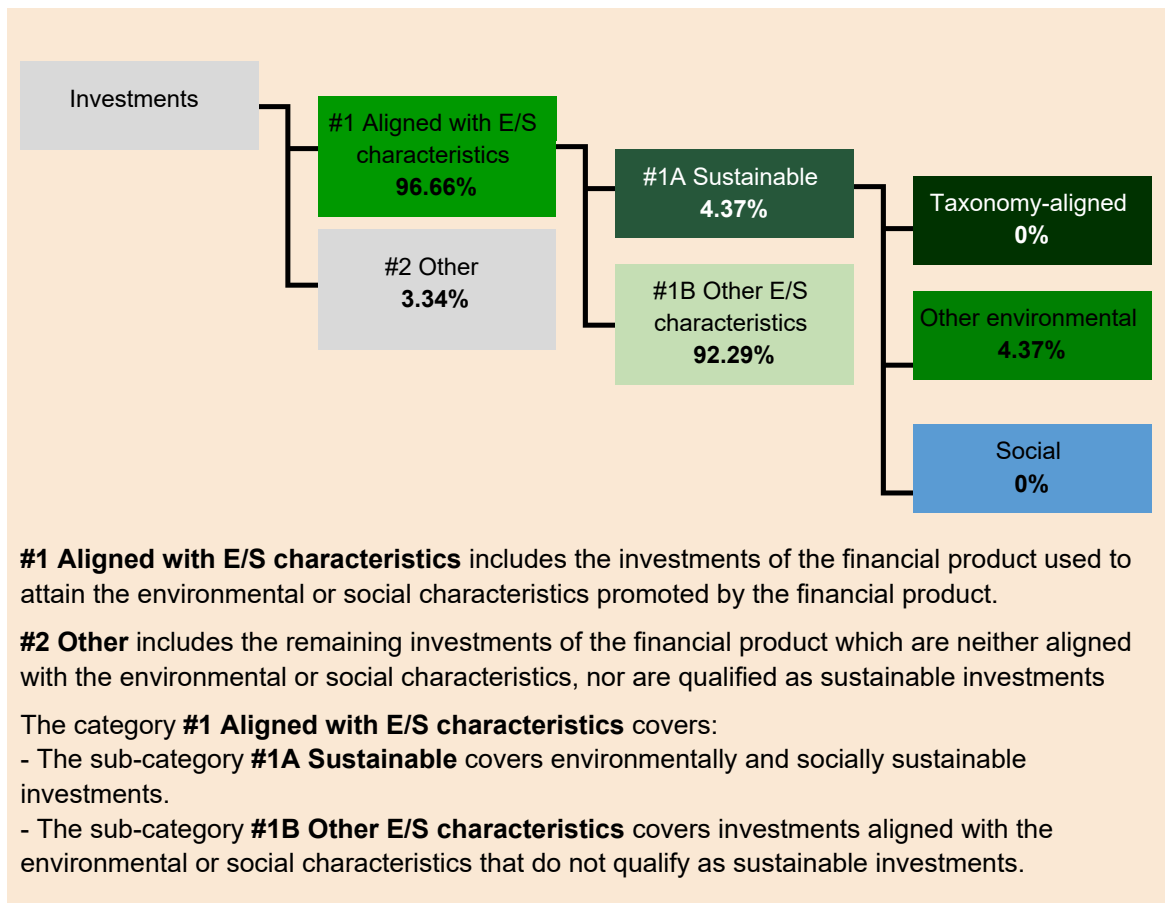 Investments
#1 Aligned with E/S
characteristics
96.66%
#2 Other
3.34%
#1A Sustainable
4.37%
#1B Other E/S
characteristics
92.29%
Taxonomy-aligned
0%
Other environmental
4.37%
Social
0%
#1 Aligned with E/S characteristics includes the investments of the financial product used to
attain the environmental or social characteristics promoted by the financial product.
#2 Other includes the remaining investments of the financial product which are neither aligned
with the environmental or social characteristics, nor are qualified as sustainable investments
The category #1 Aligned with E/S characteristics covers:
- The sub-category #1A Sustainable covers environmentally and socially sustainable
investments.
- The sub-category #1B Other E/S characteristics covers investments aligned with the
environmental or social characteristics that do not qualify as sustainable investments.